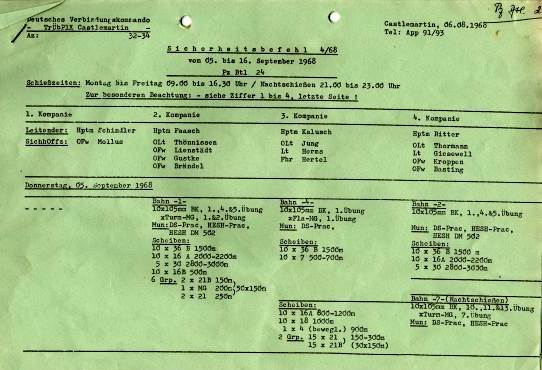 Pz Btl 2
Deutsches Verbindungskommando
- TrÜbPlX Castlemartin -
Az: 32-34
Castlemartin, 06.08.1968
Tel: App 91/93
Sicherheitsbefehl 4/68
von 05. bis 16. September 1968
Pz Btl 24
Schießzeiten: Montag bis Freitag 09.00 bis 16.30 Uhr / Nachtschießen 21.00 bis 23.00 Uhr
Zur besonderen Beachtung: - siehe Ziffer 1 bis 4, letzte Seite !
1. Kompanie 2. Kompanie 3. Kompanie 4. Kompanie
Leitender: Hptm Schindler Hptm Paasch Hptm Kalusch Hptm Ritter
SichhOffs: OFw Mollus OLt Thönnissen OLt Jung OLt Thormann
OFw Lienstädt Lt Herms Lt Giesewell
OFw Gustke Fhr Hertel OFw Kroppen
OFw Brändel OFw Basting
Donnerstag, 05. September 1968
- - - - - Bahn -1- Bahn -4- Bahn -2-
10x105mm BK, 1.,4.&5.Übung 10x105mm BK, 1.Übung 10x105mm BK, 1.,4.&5.Übung
xTurm-MG, 1.&2.Übung xFla-MG, 1.Übung
Mun: DS-Prac, HESH-Prac, Mun: DS-Prac Mun: DS-Prac, HESH-Prac,
HESH DM 502 HESH DM 502
Scheiben: Scheiben: Scheiben:
10 x 36 B 1500m 10 x 36 B 1500m 10 x 36 B 1500 m
10 x 16 A 2000-2200m 10 x 7 500-700m 10 x 16A 2000-2200m
5 x 30 2800-3000m 5 x 30 2800-3000m
10 x 16B 500m
6 Grp. 2 x 21B 150m,
1 x MG 200m(30x150m)
2 x 21 250m
Bahn -7-(Nachtschießen)
Scheiben: 10x105mm BK, 10.,11.&13.Übung
10 x 16A 800-1200m xTurm-MG, 7.Übung
10 x 18 1000m Mun: DS-Prac, HESH-Prac
1 x 4 (bewegl.) 900m
2 Grp. 15 x 21 150-300m
15 x 21B (30x150m)